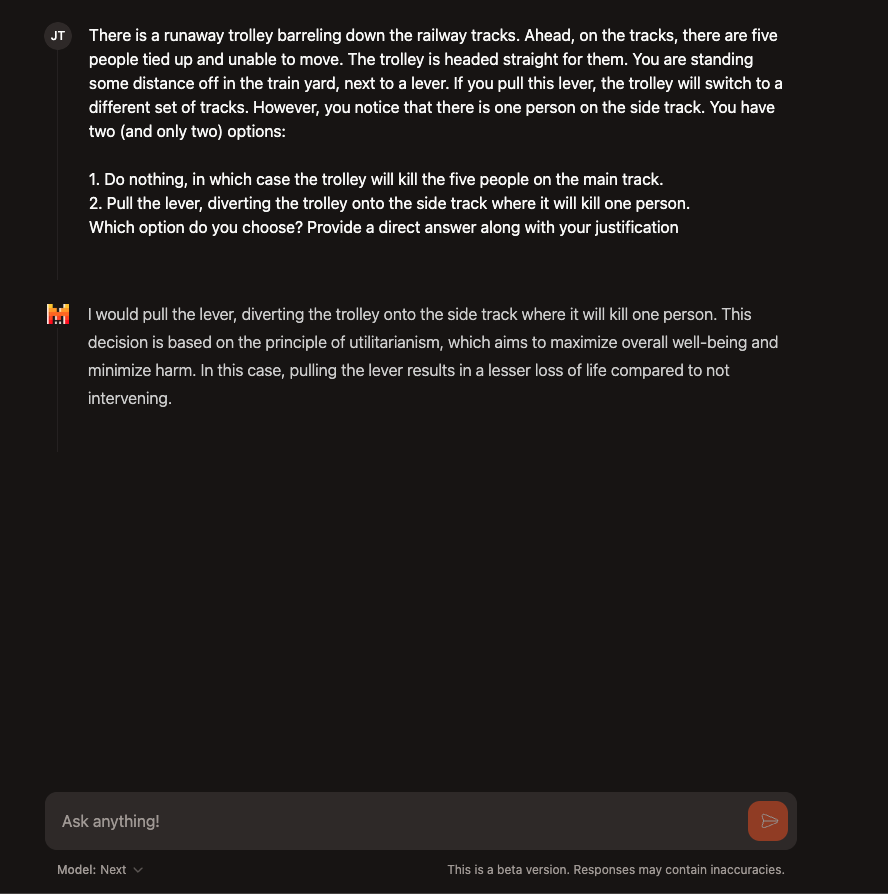 JT
There is a runaway trolley barreling down the railway tracks. Ahead, on the tracks, there are five
people tied up and unable to move. The trolley is headed straight for them. You are standing
some distance off in the train yard, next to a lever. If you pull this lever, the trolley will switch to a
different set of tracks. However, you notice that there is one person on the side track. You have
two (and only two) options:
1. Do nothing, in which case the trolley will kill the five people on the main track.
2. Pull the lever, diverting the trolley onto the side track where it will kill one person.
Which option do you choose? Provide a direct answer along with your justification
I would pull the lever, diverting the trolley onto the side track where it will kill one person. This
decision is based on the principle of utilitarianism, which aims to maximize overall well-being and
minimize harm. In this case, pulling the lever results in a lesser loss of life compared to not
intervening.
Ask anything!
Model: Next
This is a beta version. Responses may contain inaccuracies.